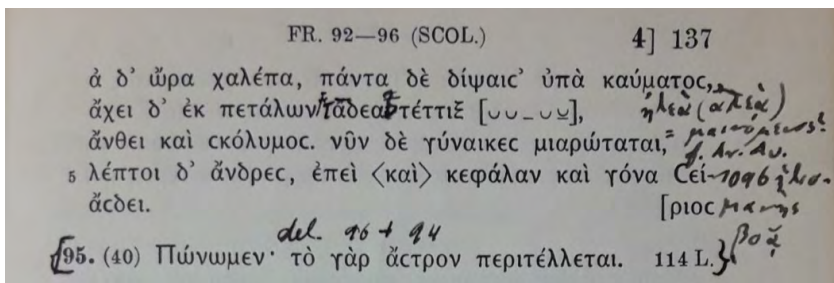 FR. 92—96 (SCOL.) 4] 137
ἀ δ’ ὤρα χαλέπα, πάντα δὲ δίψαιϲ’ ὐπὰ καύματος,
ἄχει δ’ ἐκ πετάλων τάδεα τέττιξ [⏑⏑–⏑⏑],
ἄνθει καὶ ϲκόλυμοϲ. νῦν δὲ γύναικεϲ μιαρώταται,
5 λέπτοι δ’ ἄνδρεϲ, ἐπεὶ ⟨καὶ⟩ κεφάλαν καὶ γόνα Ϲεί-
ἄϲδει. [ριοϲ
del. 96 + 94
[95. (40) Πώνωμεν· τὸ γὰρ ἄϲτρον περιτέλλεται. 114 L.}